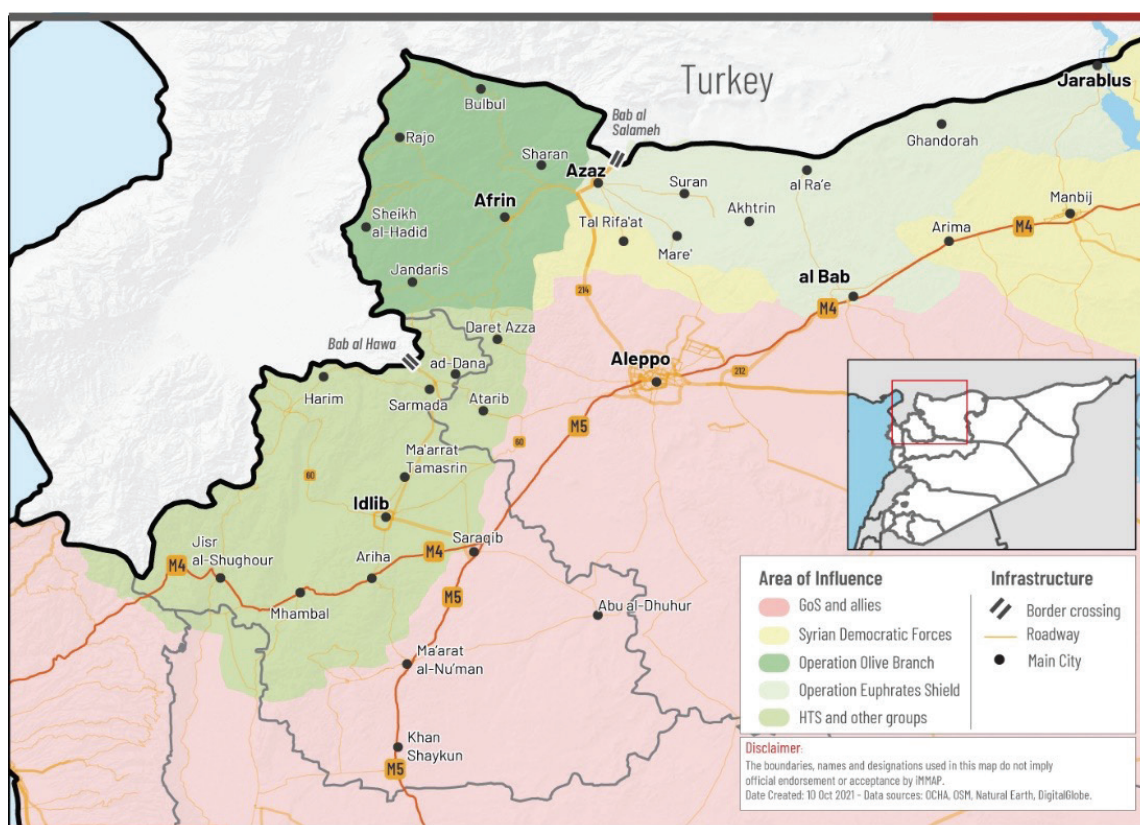 Turkey
Jarablus
Bulbul
Bab al
Salameh
Ghandorah
Rajo
Sharan
Azaz
al Ra'e
Suran
Afrin
Akhtrin
Manbij
Sheikh
al-Hadid
Tal Rifa'at
Mare'
Arima
M4
Jandaris
al Bab
214
M4
Daret Azza
Bab al Hawa
ad-Dana
Aleppo
212
Harim
Sarmada
Atarib
M5
60
Ma'arrat
Tamasrin
60
Idlib
Saraqib
M4
Jisr
al-Shughour
M4
Ariha
Mhambal
M5
Abu al-Dhuhur
Ma'arat
al-Nu'man
Khan
Shaykun
M5
Area of Influence
GoS and allies
Syrian Democratic Forces
Operation Olive Branch
Operation Euphrates Shield
HTS and other groups
Infrastructure
Border crossing
Roadway
Main City
Disclaimer:
The boundaries, names and designations used in this map do not imply
official endorsement or acceptance by iMMAP.
Date Created: 10 Oct 2021 - Data sources: OCHA, OSM, Natural Earth, DigitalGlobe.